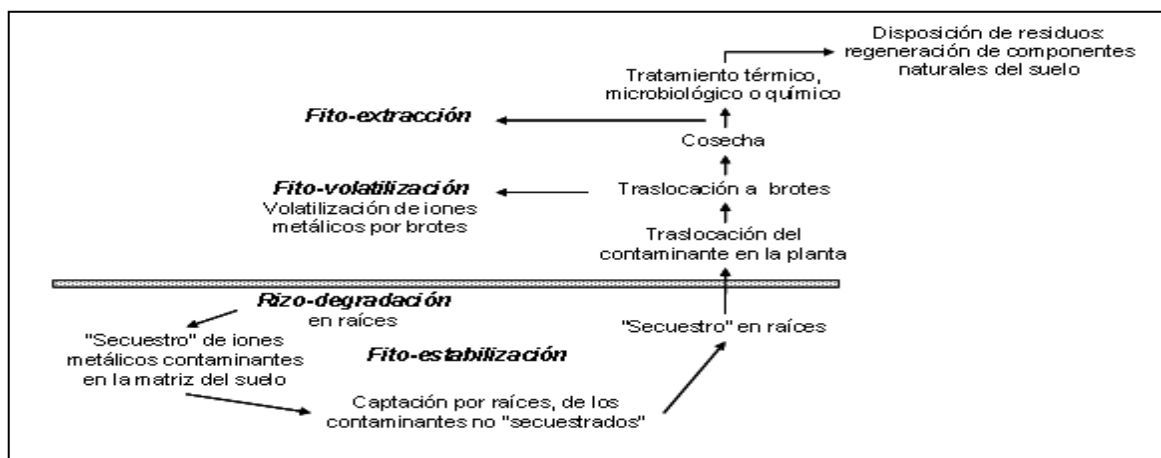 Disposición de residuos:
regeneración de componentes
naturales del suelo
Tratamiento térmico,
microbiológico o químico
Fito-extracción
Cosecha
Fito-volatilización
Volatilización de iones
metálicos por brotes
Traslocación a brotes
Traslocación del
contaminante en la planta
Rizo-degradación
en raíces
"Secuestro" de iones
metálicos contaminantes
en la matriz del suelo
Fito-estabilización
"Secuestro" en raíces
Captación por raíces, de los
contaminantes no "secuestrados"